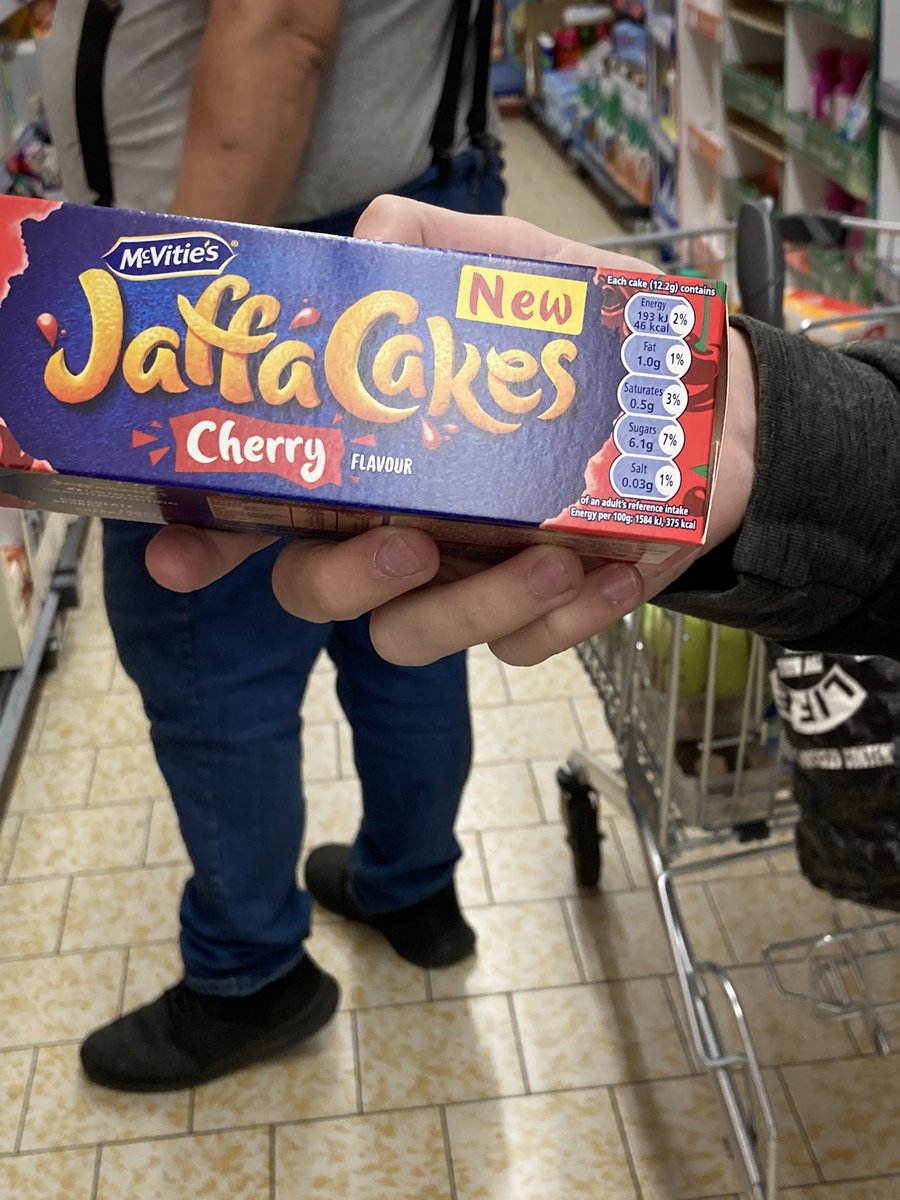 McVitie's®
Jaffa Cakes
New
Cherry
FLAVOUR
Each cake (12.2g) contains
Energy
193 kJ
46 kcal
2%
Fat
1.0g
1%
Saturates
0.5g
3%
Sugars
6.1g
7%
Salt
0.03g
1%
of an adult's reference intake
Energy per 100g: 1584 kJ, 375 kcal